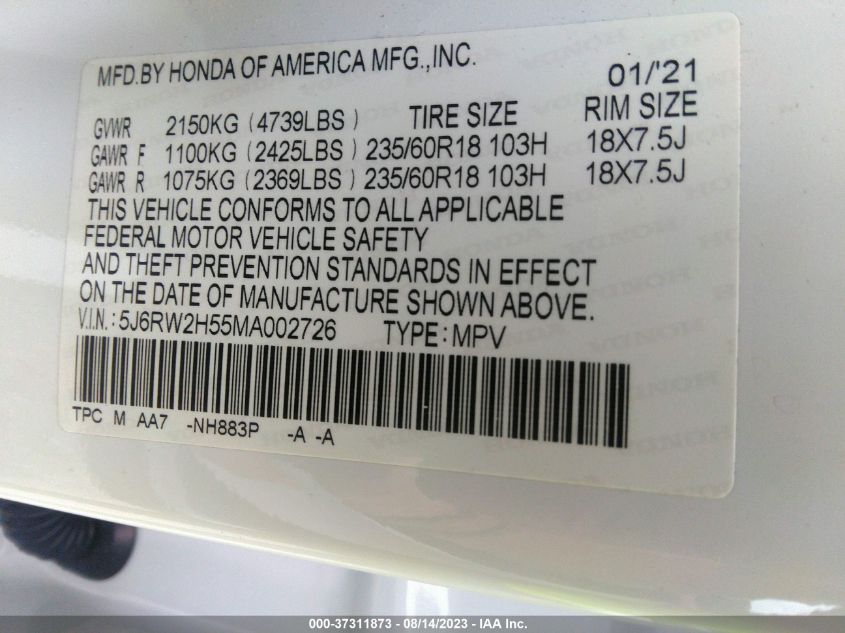 MFD.BY HONDA OF AMERICA MFG.,INC. 01/'21
GVWR 2150KG (4739LBS) TIRE SIZE RIM SIZE
GAWR F 1100KG (2425LBS) 235/60R18 103H 18X7.5J
GAWR R 1075KG (2369LBS) 235/60R18 103H 18X7.5J
THIS VEHICLE CONFORMS TO ALL APPLICABLE
FEDERAL MOTOR VEHICLE SAFETY
AND THEFT PREVENTION STANDARDS IN EFFECT
ON THE DATE OF MANUFACTURE SHOWN ABOVE.
V.I.N.: 5J6RW2H55MA002726 TYPE: MPV
TPC M AA7 -NH883P -A -A
000-37311873 - 08/14/2023 - IAA Inc.